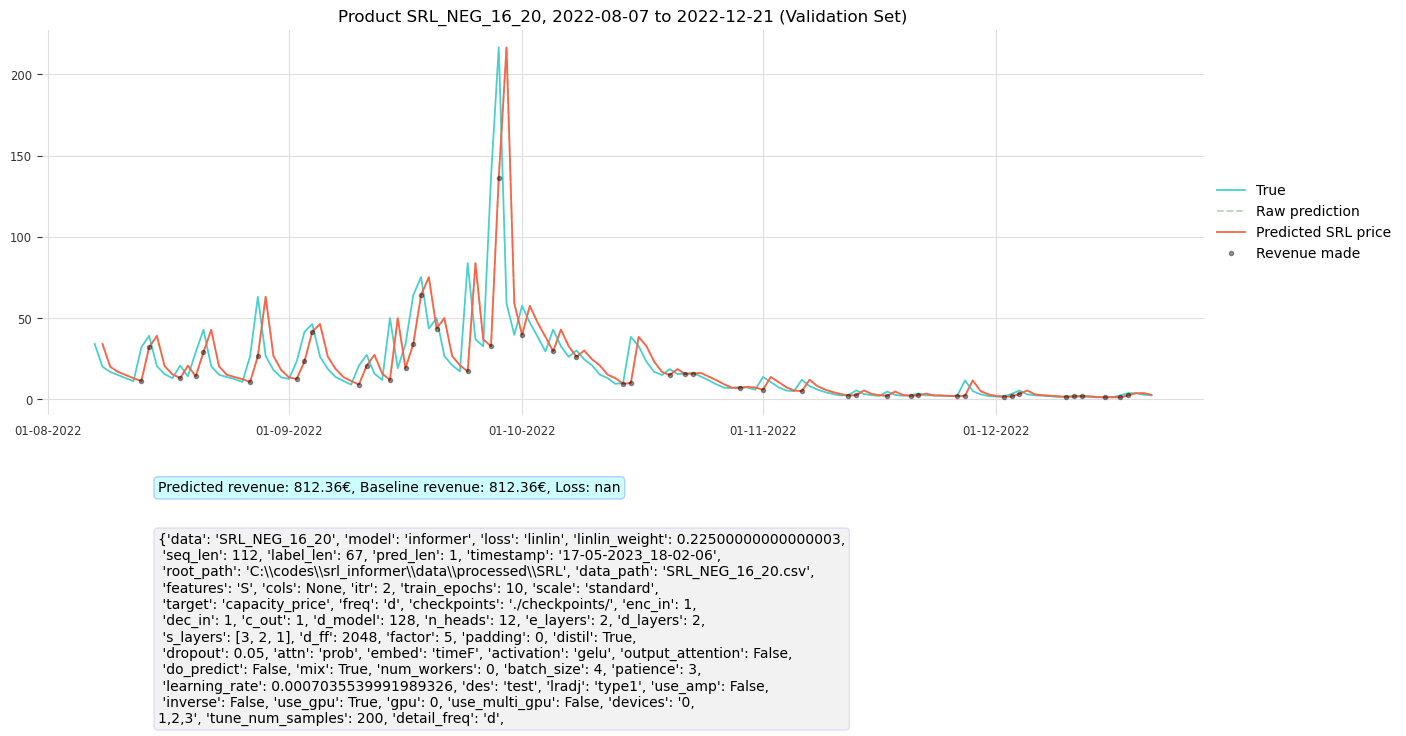 Product SRL_NEG_16_20, 2022-08-07 to 2022-12-21 (Validation Set)
200
150
100
50
0
01-08-2022
01-09-2022
01-10-2022
01-11-2022
01-12-2022
True
Raw prediction
Predicted SRL price
Revenue made
Predicted revenue: 812.36€, Baseline revenue: 812.36€, Loss: nan
{'data': 'SRL_NEG_16_20', 'model': 'informer', 'loss': 'linlin', 'linlin_weight': 0.22500000000000003,
'seq_len': 112, 'label_len': 67, 'pred_len': 1, 'timestamp': '17-05-2023_18-02-06',
'root_path': 'C:\\codes\\srl_informer\\data\\processed\\SRL', 'data_path': 'SRL_NEG_16_20.csv',
'features': 'S', 'cols': None, 'itr': 2, 'train_epochs': 10, 'scale': 'standard',
'target': 'capacity_price', 'freq': 'd', 'checkpoints': './checkpoints/', 'enc_in': 1,
'dec_in': 1, 'c_out': 1, 'd_model': 128, 'n_heads': 12, 'e_layers': 2, 'd_layers': 2,
's_layers': [3, 2, 1], 'd_ff': 2048, 'factor': 5, 'padding': 0, 'distil': True,
'dropout': 0.05, 'attn': 'prob', 'embed': 'timeF', 'activation': 'gelu', 'output_attention': False,
'do_predict': False, 'mix': True, 'num_workers': 0, 'batch_size': 4, 'patience': 3,
'learning_rate': 0.0007035539991989326, 'des': 'test', 'lradj': 'type1', 'use_amp': False,
'inverse': False, 'use_gpu': True, 'gpu': 0, 'use_multi_gpu': False, 'devices': '0,
1,2,3', 'tune_num_samples': 200, 'detail_freq': 'd',